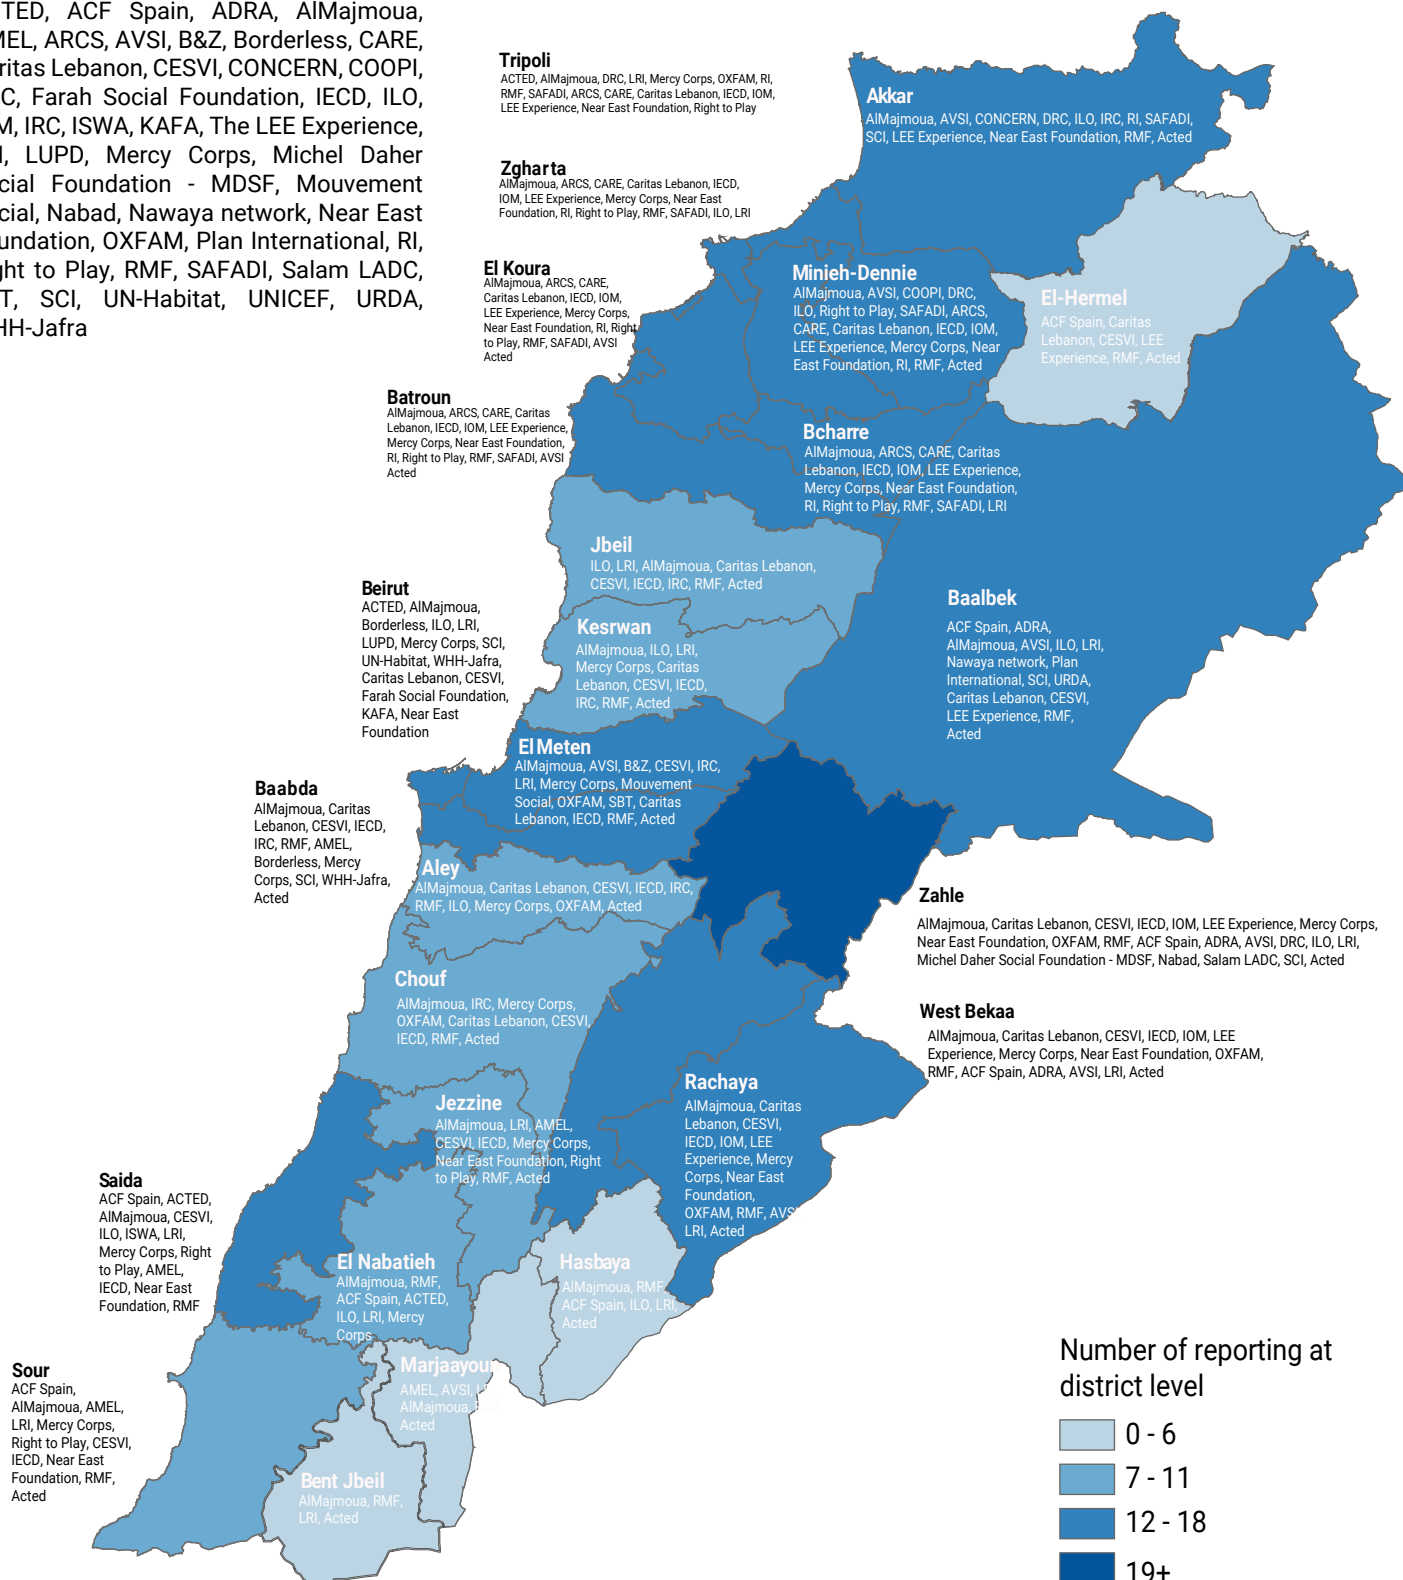 ACF Spain, ADRA, AlMajmoua,
ARCS, AVSI, B&Z, Borderless, CARE,
Lebanon, CESVI, CONCERN, COOPI,
Farah Social Foundation, IECD, ILO,
IRC, ISWA, KAFA, The LEE Experience,
LUPD, Mercy Corps, Michel Daher
Foundation - MDSF, Mouvement
Nabad, Nawaya network, Near East
OXFAM, Plan International, RI,
to Play, RMF, SAFADI, Salam LADC,
SCI, UN-Habitat, UNICEF, URDA,
Tripoli
ACTED, AlMajmoua, DRC, LRI, Mercy Corps, OXFAM, RI,
RMF, SAFADI, ARCS, CARE, Caritas Lebanon, IECD, IOM,
LEE Experience, Near East Foundation, Right to Play
Akkar
AlMajmoua, AVSI, CONCERN, DRC, ILO, IRC, RI, SAFADI,
SCI, LEE Experience, Near East Foundation, RMF, Acted
Zgharta
AlMajmoua, ARCS, CARE, Caritas Lebanon, IECD,
IOM, LEE Experience, Mercy Corps, Near East
Foundation, RI, Right to Play, RMF, SAFADI, ILO, LRI
El Koura
AlMajmoua, ARCS, CARE,
Caritas Lebanon, IECD, IOM,
LEE Experience, Mercy Corps,
Near East Foundation, RI, Right
to Play, RMF, SAFADI, AVSI
Acted
Minieh-Dennie
AlMajmoua, AVSI, COOPI, DRC,
ILO, Right to Play, SAFADI, ARCS,
CARE, Caritas Lebanon, IECD, IOM,
LEE Experience, Mercy Corps, Near
East Foundation, RI, RMF, Acted
El-Hermel
ACF Spain, Caritas
Lebanon, CESVI, LEE
Experience, RMF, Acted
Batroun
AlMajmoua, ARCS, CARE, Caritas
Lebanon, IECD, IOM, LEE Experience,
Mercy Corps, Near East Foundation,
RI, Right to Play, RMF, SAFADI, AVSI
Acted
Bcharre
AlMajmoua, ARCS, CARE, Caritas
Lebanon, IECD, IOM, LEE Experience,
Mercy Corps, Near East Foundation,
RI, Right to Play, RMF, SAFADI, LRI
Jbeil
ILO, LRI, AlMajmoua, Caritas Lebanon,
CESVI, IECD, IRC, RMF, Acted
Beirut
ACTED, AlMajmoua,
Borderless, ILO, LRI,
LUPD, Mercy Corps, SCI,
UN-Habitat, WHH-Jafra,
Caritas Lebanon, CESVI,
Farah Social Foundation,
KAFA, Near East
Foundation
Kesrwan
AlMajmoua, ILO, LRI,
Mercy Corps, Caritas
Lebanon, CESVI, IECD,
IRC, RMF, Acted
Baalbek
ACF Spain, ADRA,
AlMajmoua, AVSI, ILO, LRI,
Nawaya network, Plan
International, SCI, URDA,
Caritas Lebanon, CESVI,
LEE Experience, RMF,
Acted
El Meten
AlMajmoua, AVSI, B&Z, CESVI, IRC,
LRI, Mercy Corps, Mouvement
Social, OXFAM, SBT, Caritas
Lebanon, IECD, RMF, Acted
Baabda
AlMajmoua, Caritas
Lebanon, CESVI, IECD,
IRC, RMF, AMEL,
Borderless, Mercy
Corps, SCI, WHH-Jafra,
Acted
Aley
AlMajmoua, Caritas Lebanon, CESVI, IECD, IRC,
RMF, ILO, Mercy Corps, OXFAM, Acted
Zahle
AlMajmoua, Caritas Lebanon, CESVI, IECD, IOM, LEE Experience, Mercy Corps,
Near East Foundation, OXFAM, RMF, ACF Spain, ADRA, AVSI, DRC, ILO, LRI,
Michel Daher Social Foundation - MDSF, Nabad, Salam LADC, SCI, Acted
Chouf
AlMajmoua, IRC, Mercy Corps,
OXFAM, Caritas Lebanon, CESVI,
IECD, RMF, Acted
West Bekaa
AlMajmoua, Caritas Lebanon, CESVI, IECD, IOM, LEE
Experience, Mercy Corps, Near East Foundation, OXFAM,
RMF, ACF Spain, ADRA, AVSI, LRI, Acted
Rachaya
AlMajmoua, Caritas
Lebanon, CESVI,
IECD, IOM, LEE
Experience, Mercy
Corps, Near East
Foundation,
OXFAM, RMF, AVSI
LRI, Acted
Jezzine
AlMajmoua, LRI, AMEL,
CESVI, IECD, Mercy Corps,
Near East Foundation, Right
to Play, RMF, Acted
Saida
ACF Spain, ACTED,
AlMajmoua, CESVI,
ILO, ISWA, LRI,
Mercy Corps, Right
to Play, AMEL,
IECD, Near East
Foundation, RMF
El Nabatieh
AlMajmoua, RMF,
ACF Spain, ACTED,
ILO, LRI, Mercy
Corps
Hasbaya
AlMajmoua, RMF,
ACF Spain, ILO, LRI,
Acted
Marjaayoun
AMEL, AVSI,
AlMajmoua,
Acted
Sour
ACF Spain,
AlMajmoua, AMEL,
LRI, Mercy Corps,
Right to Play, CESVI,
IECD, Near East
Foundation, RMF,
Acted
Bent Jbeil
AlMajmoua, RMF,
LRI, Acted
Number of reporting at
district level
0 - 6
7 - 11
12 - 18
19+